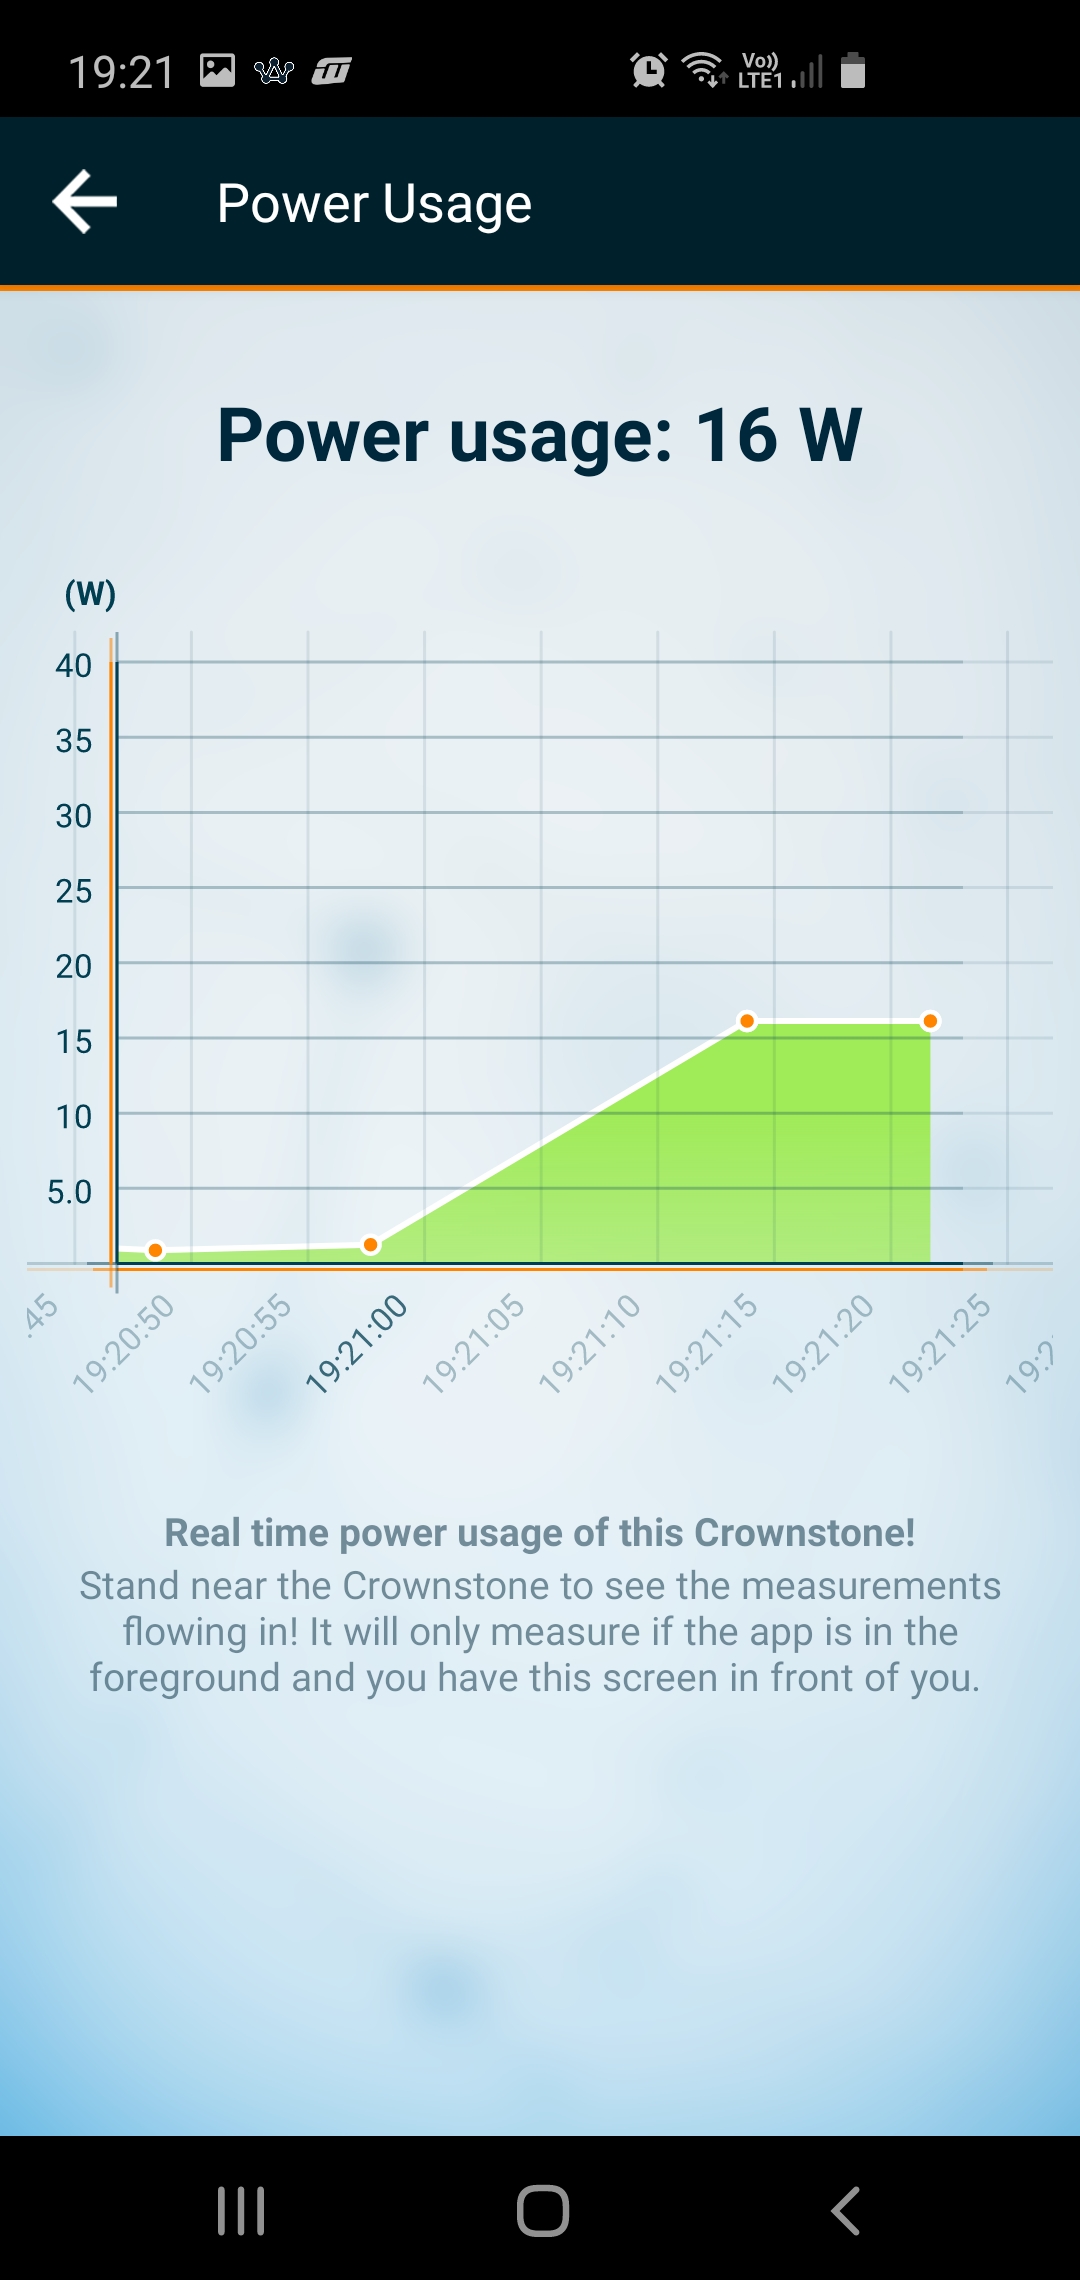 19:21
Vo))
LTE1
Power Usage
Power usage: 16 W
(W)
40
35
30
25
20
15
10
5.0
:45
19:20:50
19:20:55
19:21:00
19:21:05
19:21:10
19:21:15
19:21:20
19:21:25
19:2
Real time power usage of this Crownstone!
Stand near the Crownstone to see the measurements
flowing in! It will only measure if the app is in the
foreground and you have this screen in front of you.